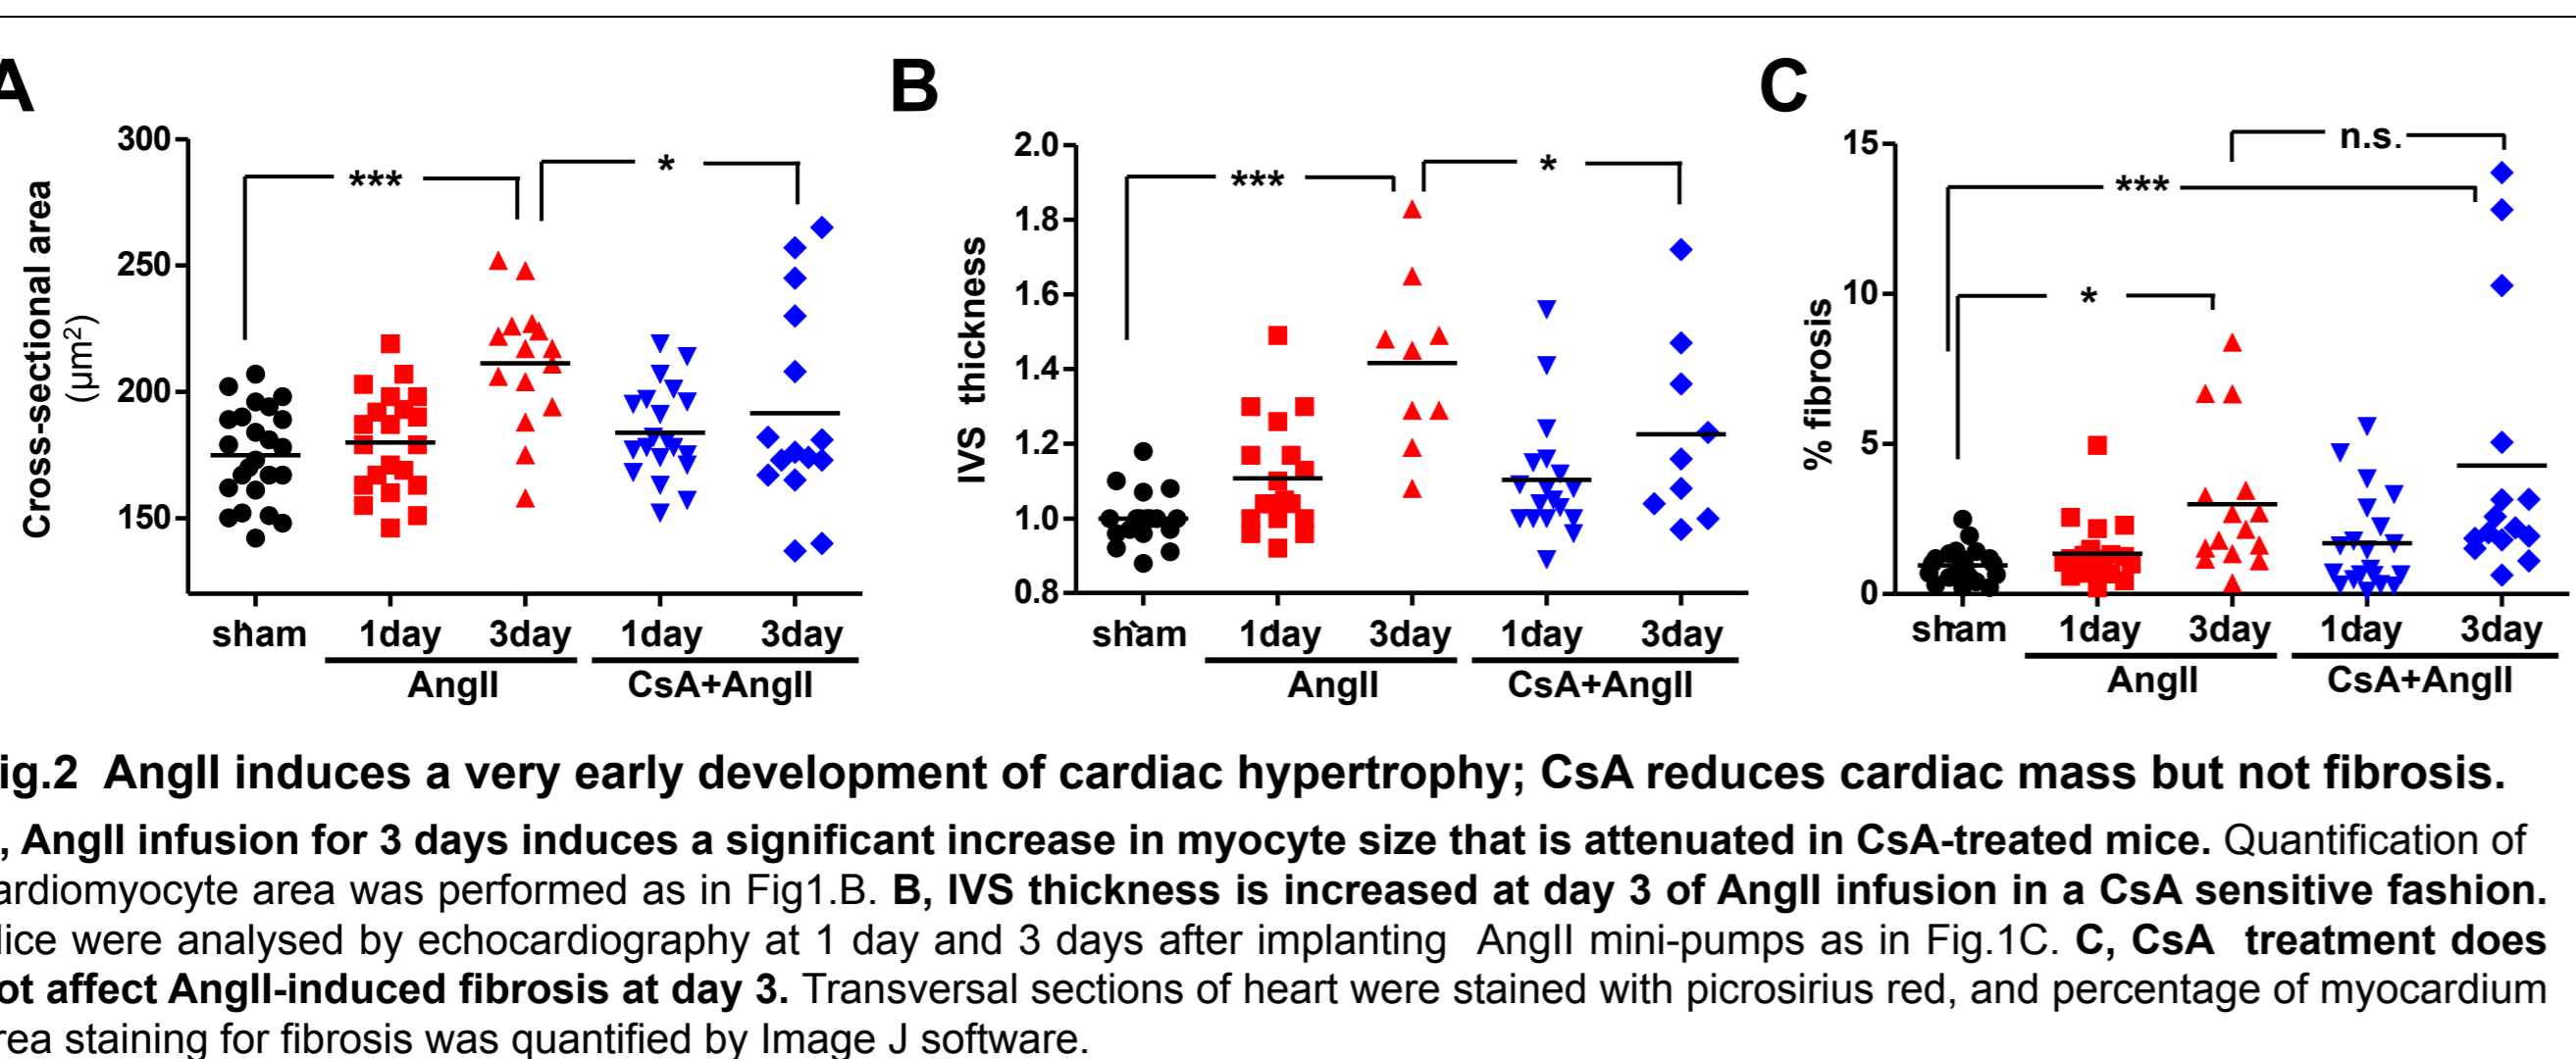 A
B
C
Cross-sectional area
(μm²)
300
250
200
150
***
*
sham
1day
3day
1day
3day
AngII
CsA+AngII
IVS thickness
2.0
1.8
1.6
1.4
1.2
1.0
0.8
***
*
sham
1day
3day
1day
3day
AngII
CsA+AngII
% fibrosis
15
10
5
0
n.s.
***
*
sham
1day
3day
1day
3day
AngII
CsA+AngII
ig.2 AngII induces a very early development of cardiac hypertrophy; CsA reduces cardiac mass but not fibrosis.
, AngII infusion for 3 days induces a significant increase in myocyte size that is attenuated in CsA-treated mice. Quantification of
ardiomyocyte area was performed as in Fig1.B. B, IVS thickness is increased at day 3 of AngII infusion in a CsA sensitive fashion.
lice were analysed by echocardiography at 1 day and 3 days after implanting AngII mini-pumps as in Fig.1C. C, CsA treatment does
ot affect AngII-induced fibrosis at day 3. Transversal sections of heart were stained with picrosirius red, and percentage of myocardium
rea staining for fibrosis was quantified by Image J software.